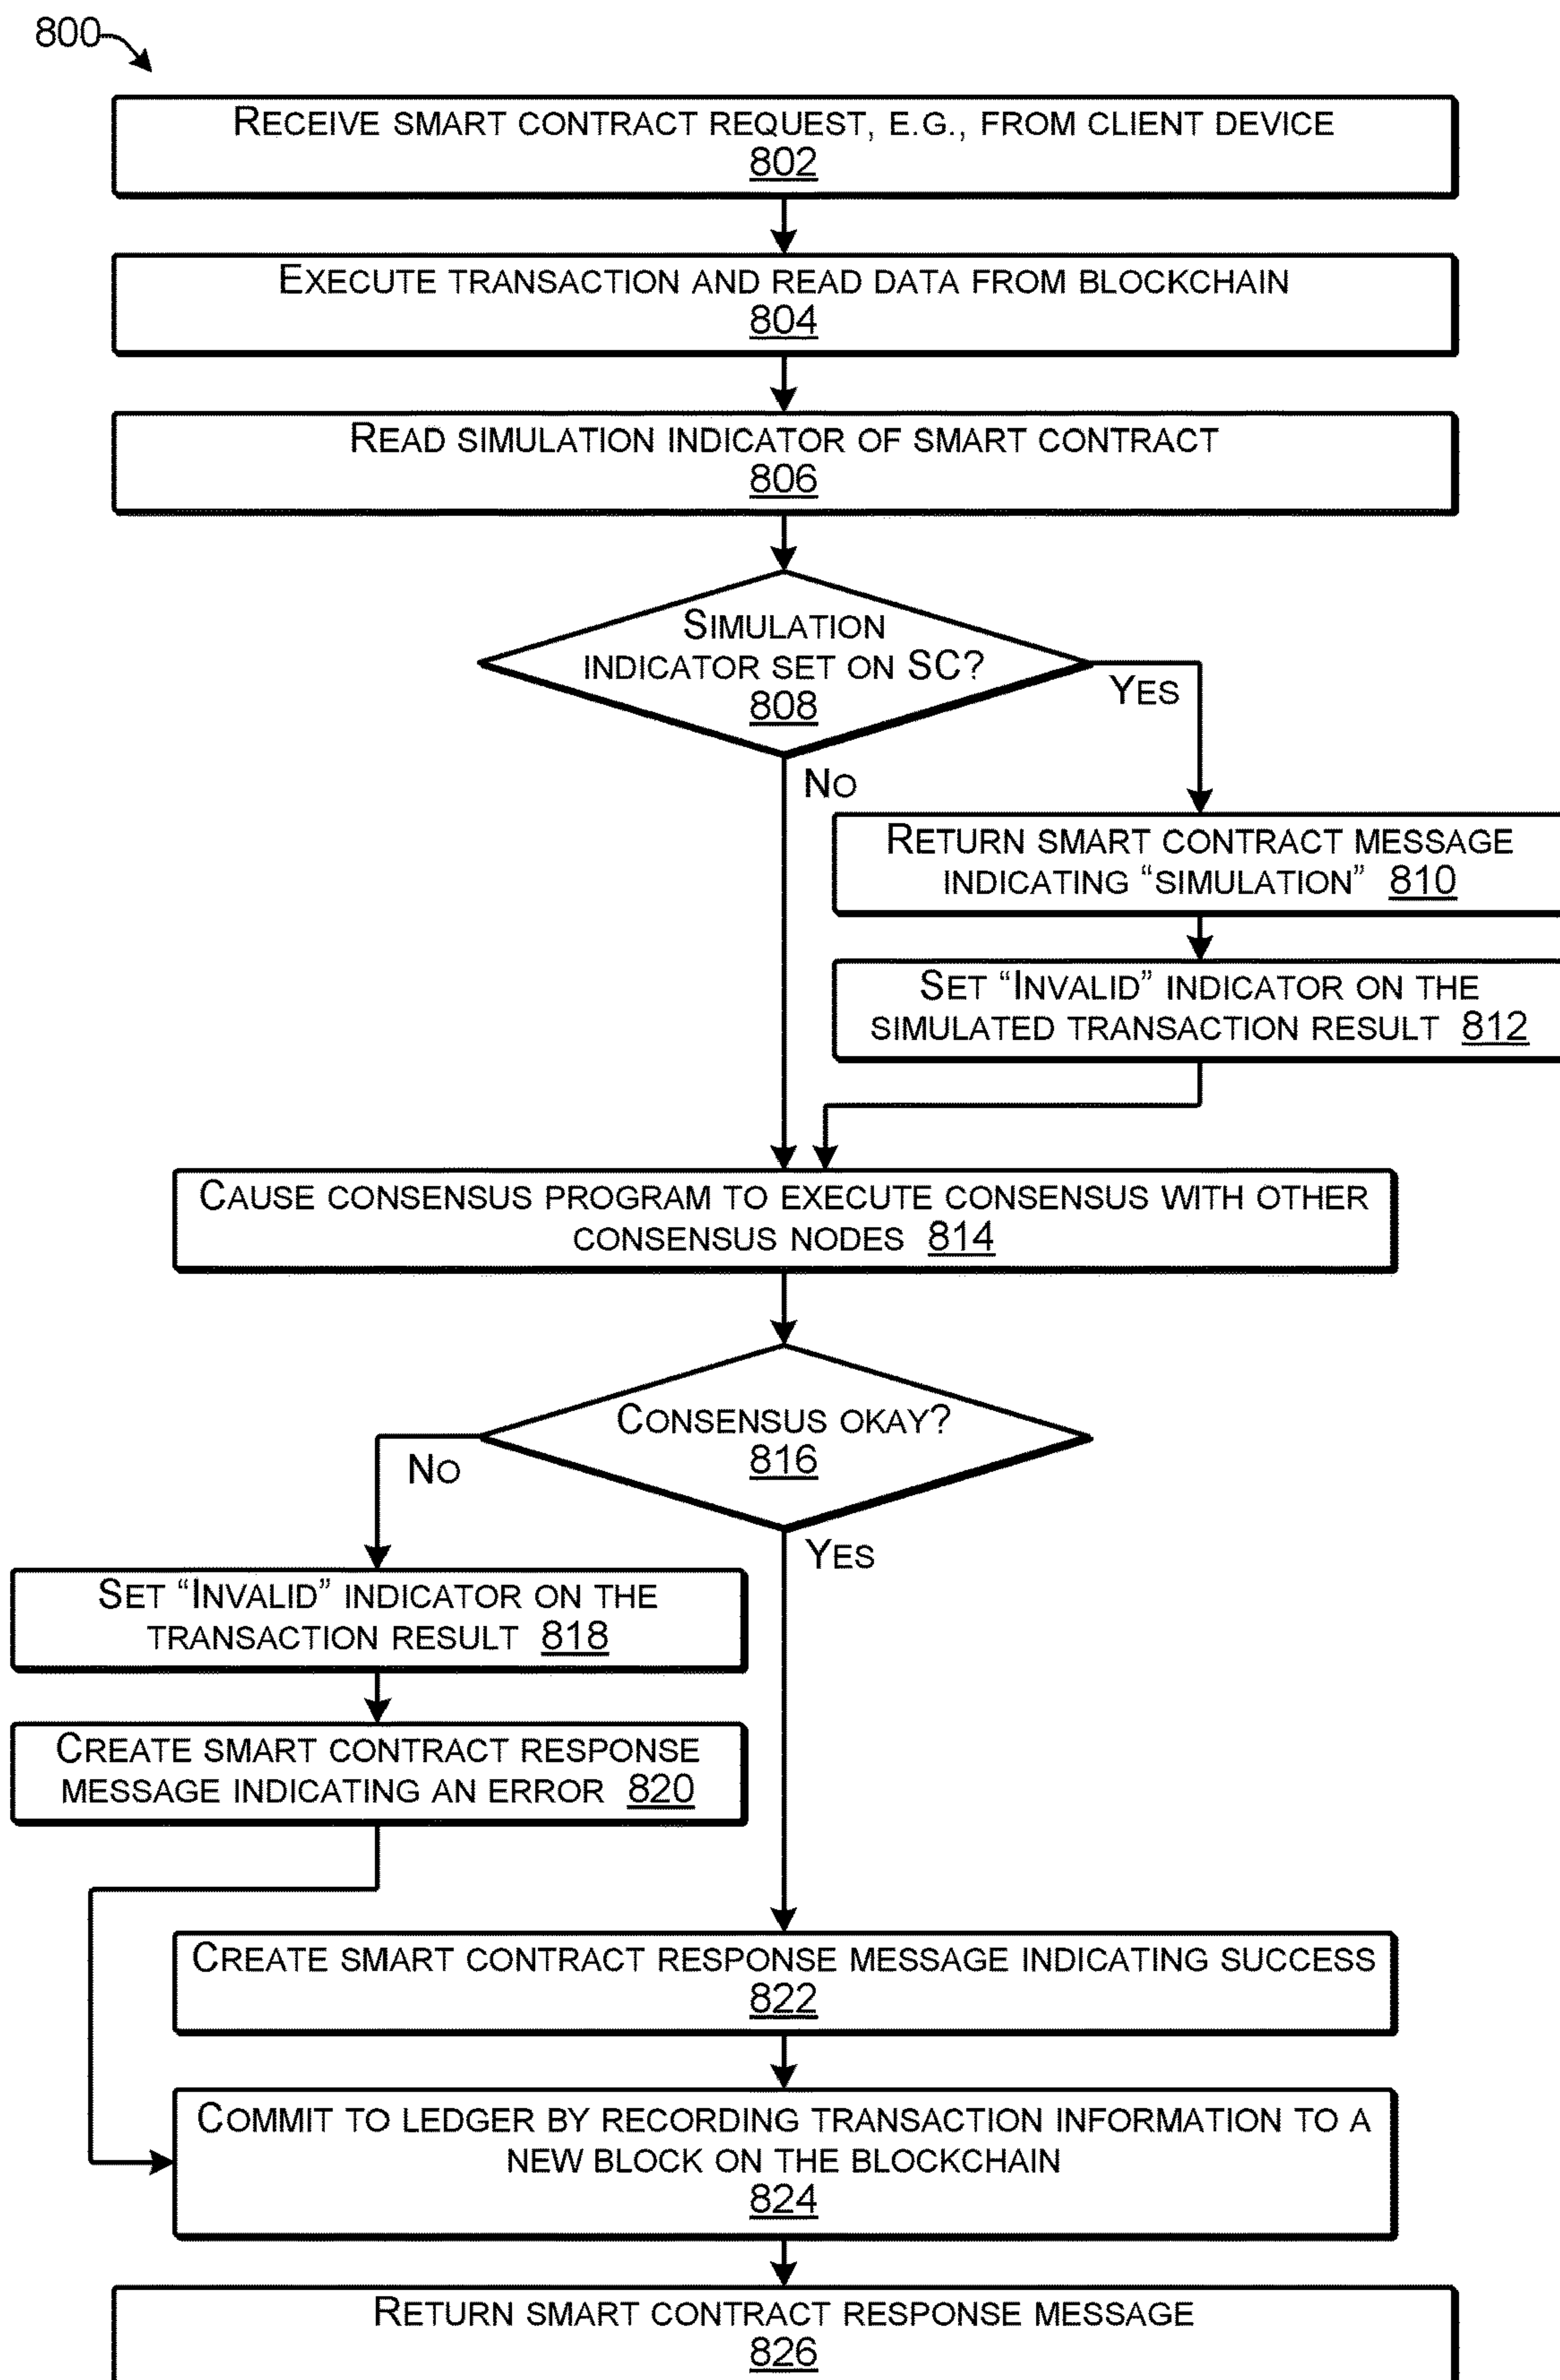 800
RECEIVE SMART CONTRACT REQUEST, E.G., FROM CLIENT DEVICE
802
EXECUTE TRANSACTION AND READ DATA FROM BLOCKCHAIN
804
READ SIMULATION INDICATOR OF SMART CONTRACT
806
SIMULATION
INDICATOR SET ON SC?
808
YES
NO
RETURN SMART CONTRACT MESSAGE
INDICATING “SIMULATION” 810
SET “INVALID” INDICATOR ON THE
SIMULATED TRANSACTION RESULT 812
CAUSE CONSENSUS PROGRAM TO EXECUTE CONSENSUS WITH OTHER
CONSENSUS NODES 814
CONSENSUS OKAY?
816
NO
YES
SET “INVALID” INDICATOR ON THE
TRANSACTION RESULT 818
CREATE SMART CONTRACT RESPONSE
MESSAGE INDICATING AN ERROR 820
CREATE SMART CONTRACT RESPONSE MESSAGE INDICATING SUCCESS
822
COMMIT TO LEDGER BY RECORDING TRANSACTION INFORMATION TO A
NEW BLOCK ON THE BLOCKCHAIN
824
RETURN SMART CONTRACT RESPONSE MESSAGE
826